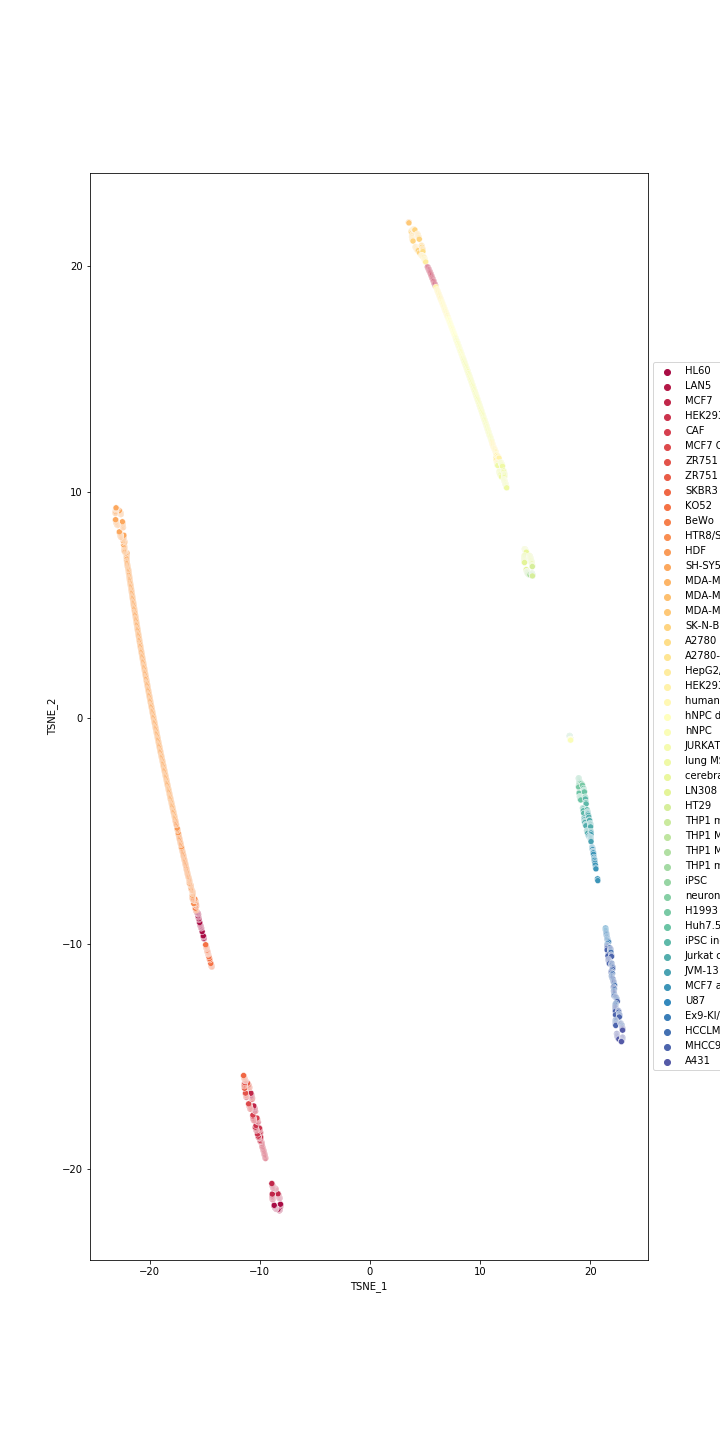 20
10
0
−10
−20
TSNE_2
−20
−10
0
10
20
TSNE_1
HL60
LAN5
MCF7
HEK293
CAF
MCF7
ZR751
ZR751
SKBR3
KO52
BeWo
HTR8/S
HDF
SH-SY5
MDA-M
MDA-M
MDA-M
SK-N-B
A2780
A2780-
HepG2/
HEK293
human
hNPC d
hNPC
JURKAT
lung MS
cerebra
LN308
HT29
THP1 m
THP1 M
THP1 M
THP1 m
iPSC
neuron
H1993
Huh7.5
iPSC in
Jurkat c
JVM-13
MCF7 a
U87
Ex9-KI/
HCCLM
MHCC9
A431